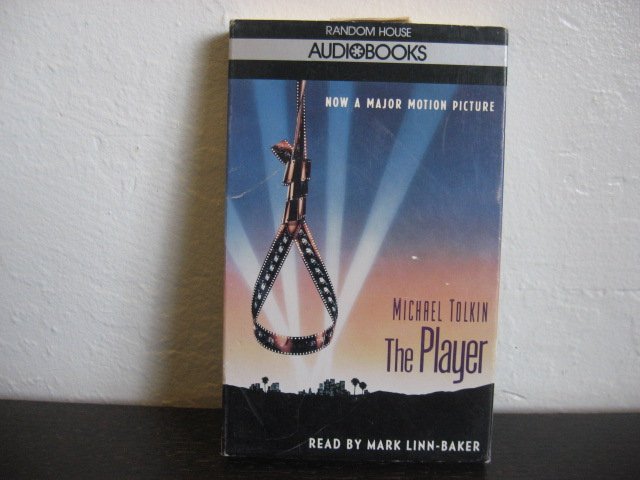 RANDOM HOUSE
AUDIOBOOKS
NOW A MAJOR MOTION PICTURE
MICHAEL TOLKIN
The Player
READ BY MARK LINN-BAKER